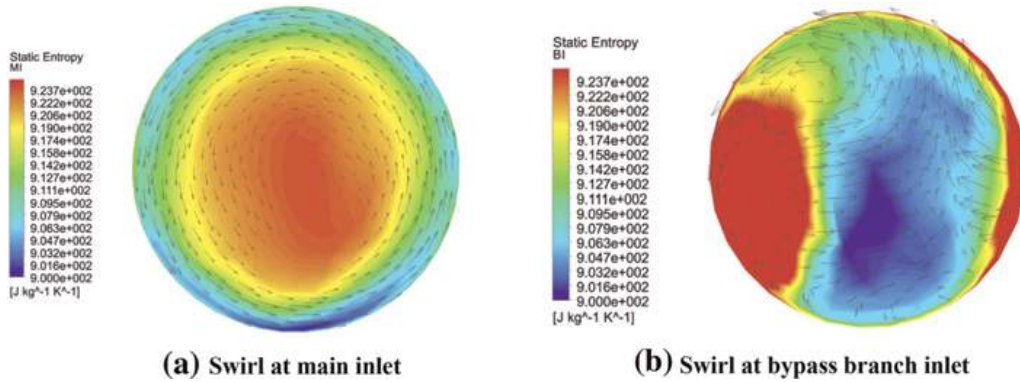 Static Entropy
MI
9.237e+002
9.222e+002
9.206e+002
9.190e+002
9.174e+002
9.158e+002
9.142e+002
9.127e+002
9.111e+002
9.095e+002
9.079e+002
9.063e+002
9.047e+002
9.032e+002
9.016e+002
9.000e+002
[J kg^-1 K^-1]
(a) Swirl at main inlet
Static Entropy
BI
9.237e+002
9.222e+002
9.206e+002
9.190e+002
9.174e+002
9.158e+002
9.142e+002
9.127e+002
9.111e+002
9.095e+002
9.079e+002
9.063e+002
9.047e+002
9.032e+002
9.016e+002
9.000e+002
[J kg^-1 K^-1]
(b) Swirl at bypass branch inlet